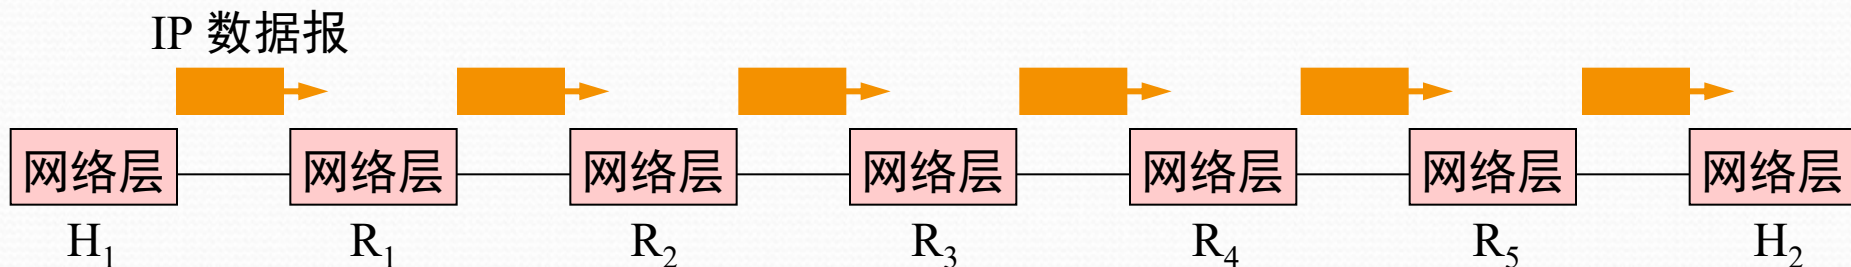 IP 数据报
网络层 网络层 网络层 网络层 网络层 网络层 网络层
H₁ R₁ R₂ R₃ R₄ R₅ H₂